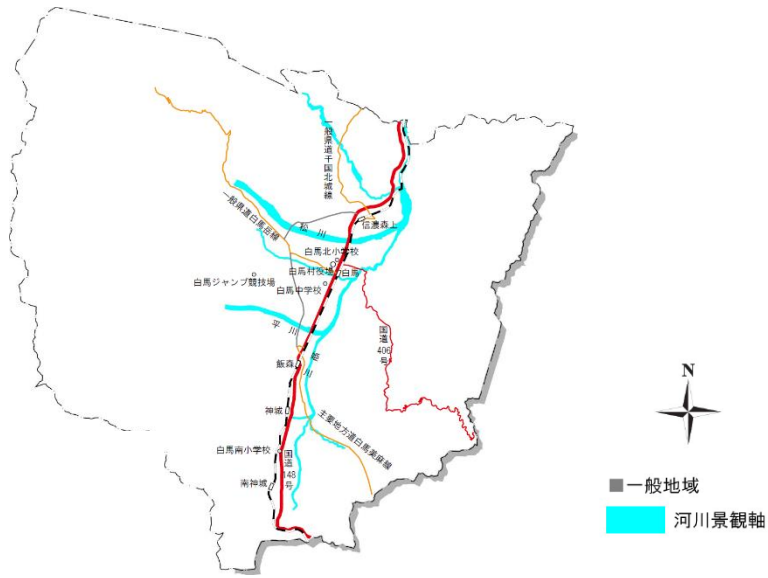 一般県道千国北城線
一般県道白馬岳線
松川
信濃森上
白馬北小学校
白馬村役場
白馬
白馬ジャンプ競技場
白馬中学校
国道406号
平川
姫川
飯森
神城
主要地方道白馬美麻線
白馬南小学校
国道148号
南神城
N
■一般地域
河川景観軸